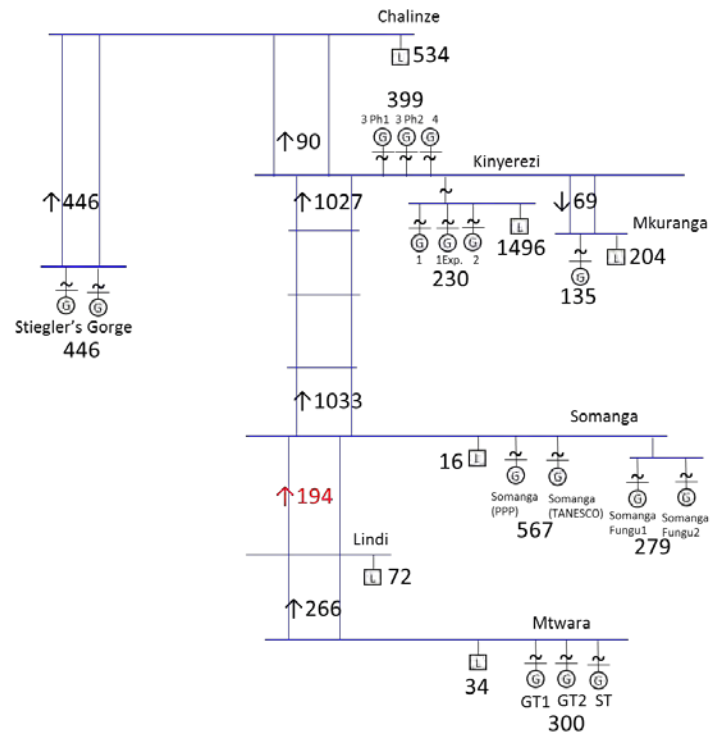 Chalinze
L 534
399
3 Ph1 3 Ph2 4
G G G
↑90
Kinyerezi
↑446
↑1027
↓69
Mkuranga
L
1496
L 204
G G G
1 1Exp. 2
230
G
135
G G
Stiegler's Gorge
446
↑1033
Somanga
16 L
G G
Somanga
(PPP)
Somanga
(TANESCO)
567
G G
Somanga
Fungu1
Somanga
Fungu2
279
↑194
Lindi
L 72
↑266
Mtwara
L
34
G G G
GT1 GT2 ST
300